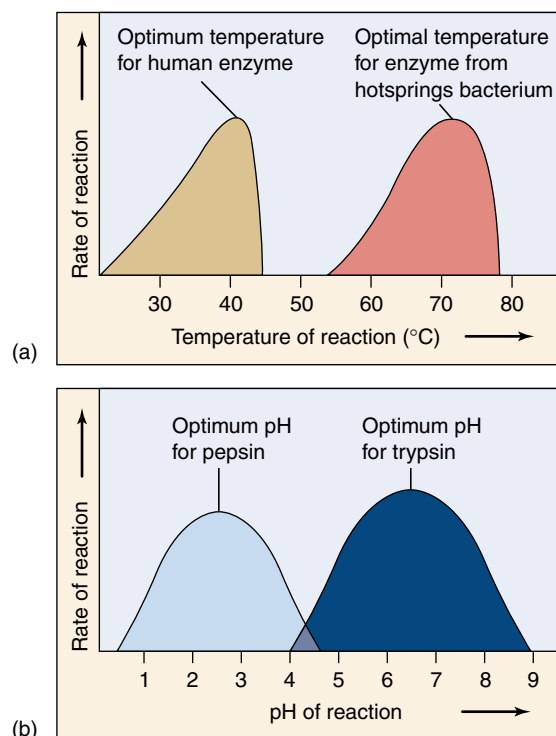 Optimum temperature
for human enzyme
Optimal temperature
for enzyme from
hotsprings bacterium
Rate of reaction
30 40 50 60 70 80
Temperature of reaction (°C)
(a)
Optimum pH
for pepsin
Optimum pH
for trypsin
Rate of reaction
1 2 3 4 5 6 7 8 9
pH of reaction
(b)